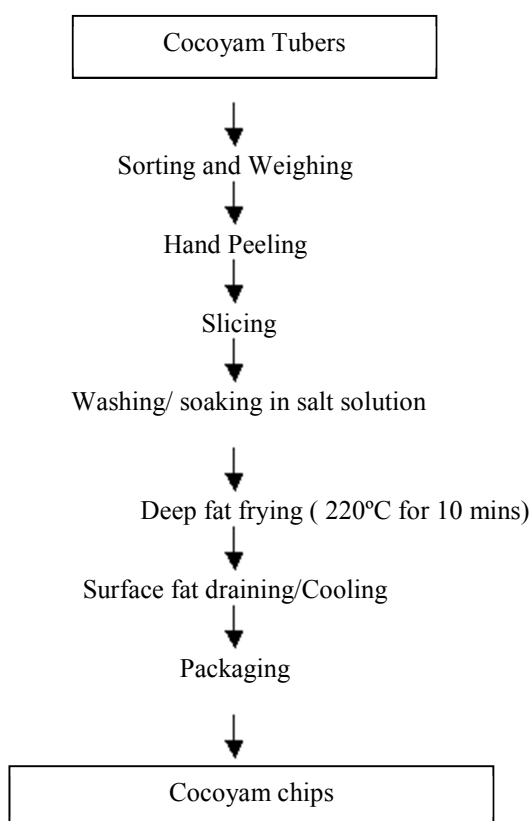 Cocoyam Tubers
Sorting and Weighing
Hand Peeling
Slicing
Washing/ soaking in salt solution
Deep fat frying ( 220ºC for 10 mins)
Surface fat draining/Cooling
Packaging
Cocoyam chips